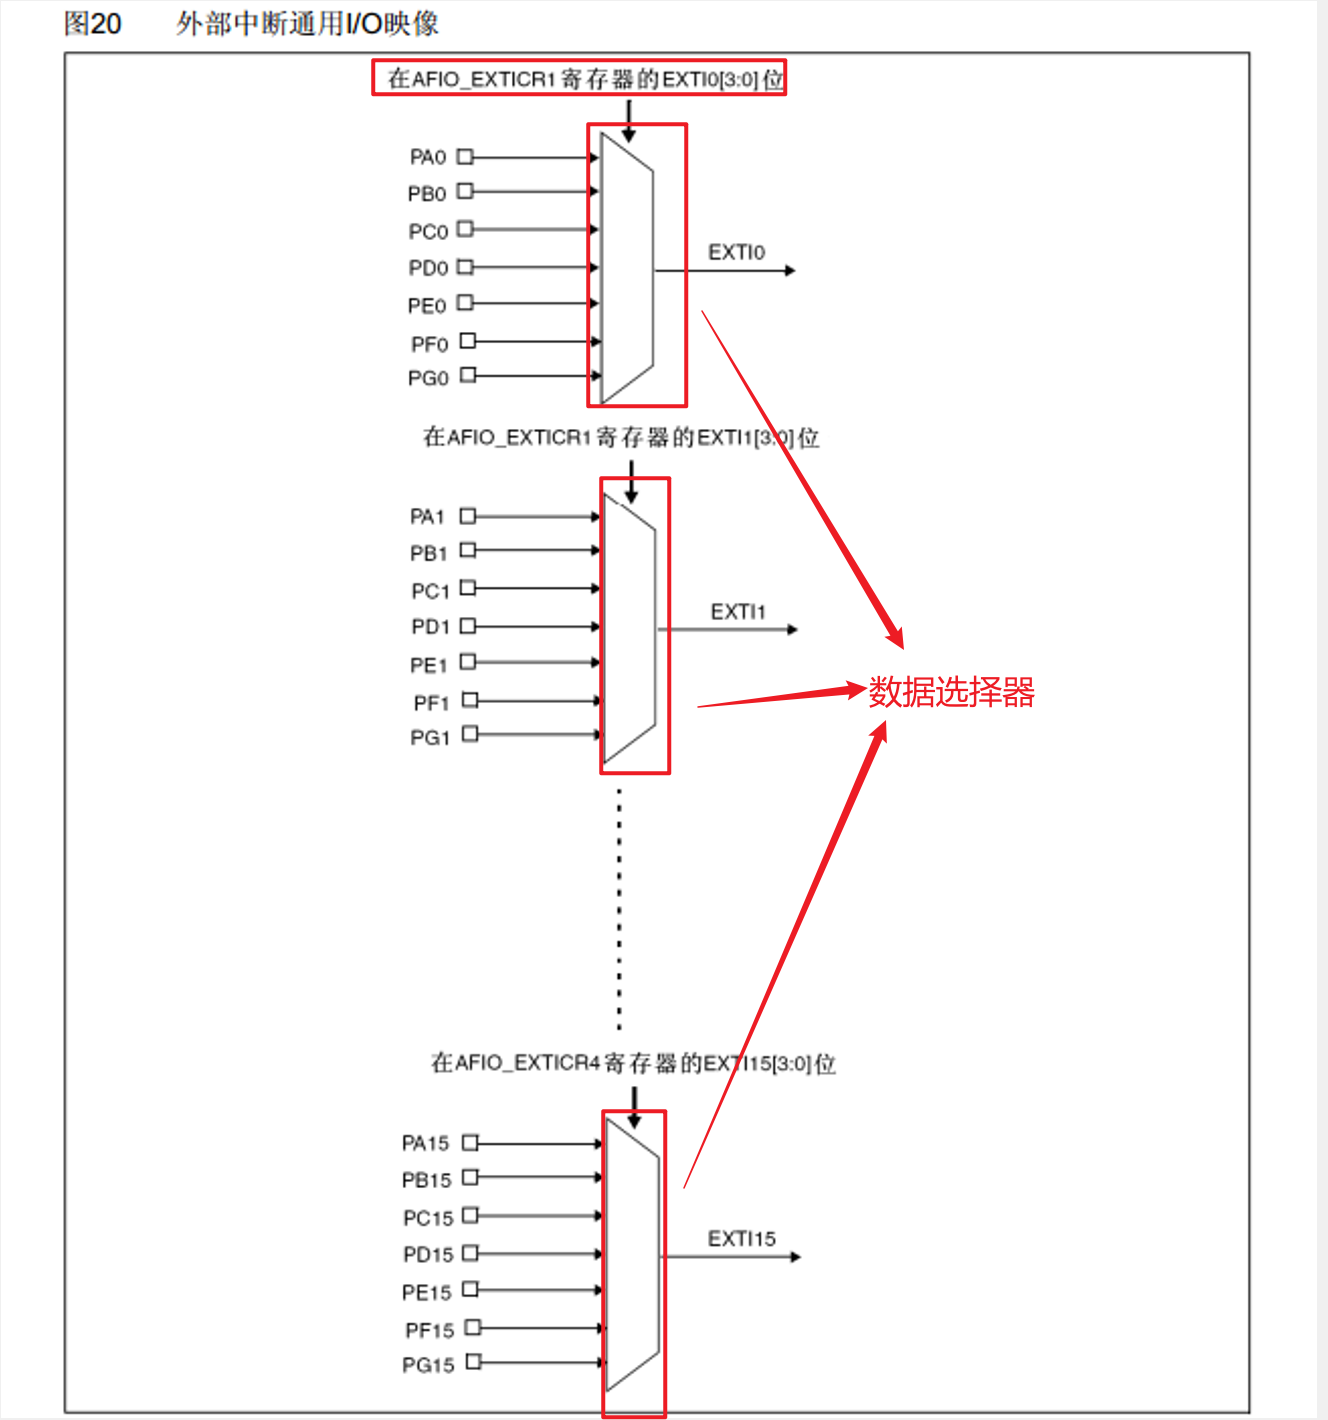 图20 外部中断通用I/O映像
在AFIO_EXTICR1寄存器的EXTI0[3:0]位
PA0
PB0
PC0
PD0
PE0
PF0
PG0
EXTI0
在AFIO_EXTICR1寄存器的EXTI1[3:0]位
PA1
PB1
PC1
PD1
PE1
PF1
PG1
EXTI1
数据选择器
在AFIO_EXTICR4寄存器的EXTI15[3:0]位
PA15
PB15
PC15
PD15
PE15
PF15
PG15
EXTI15